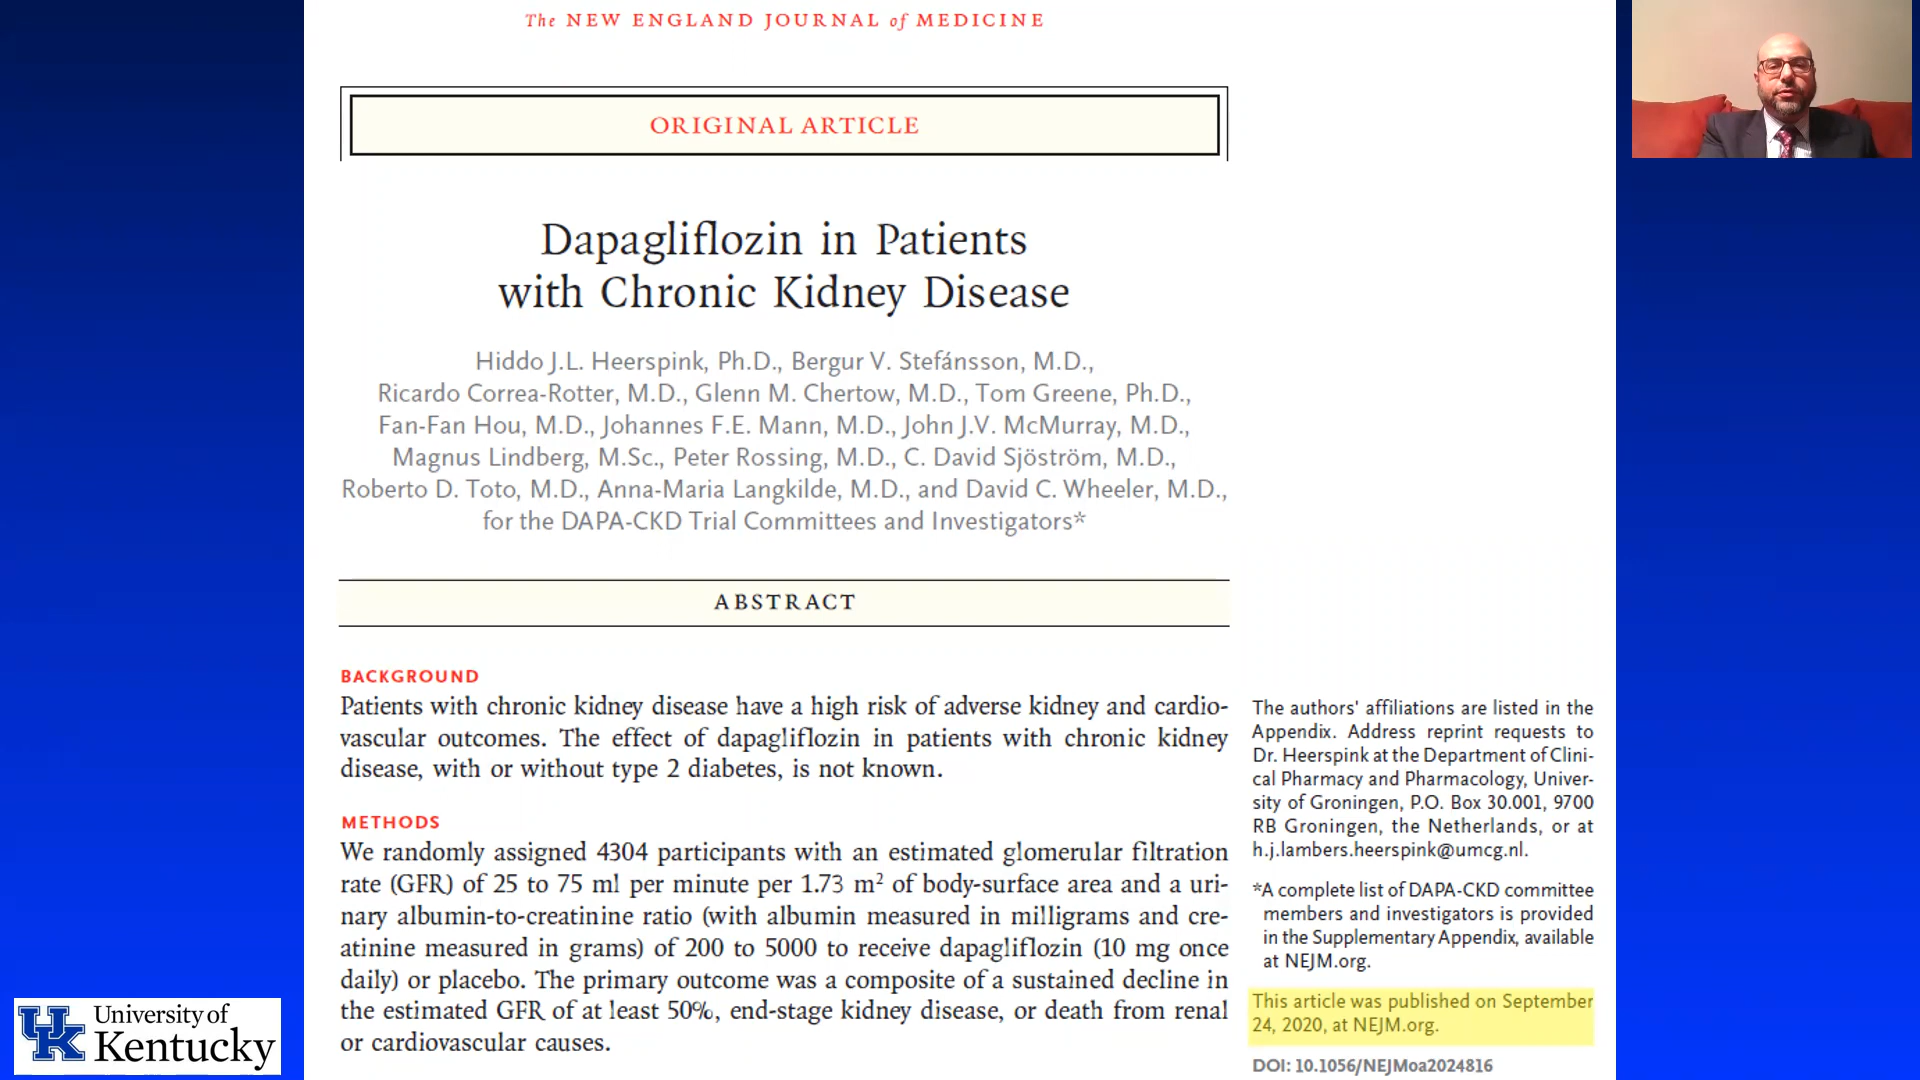 The NEW ENGLAND JOURNAL of MEDICINE
ORIGINAL ARTICLE
Dapagliflozin in Patients
with Chronic Kidney Disease
Hiddo J.L. Heerspink, Ph.D., Bergur V. Stefánsson, M.D.,
Ricardo Correa-Rotter, M.D., Glenn M. Chertow, M.D., Tom Greene, Ph.D.,
Fan-Fan Hou, M.D., Johannes F.E. Mann, M.D., John J.V. McMurray, M.D.,
Magnus Lindberg, M.Sc., Peter Rossing, M.D., C. David Sjöström, M.D.,
Roberto D. Toto, M.D., Anna-Maria Langkilde, M.D., and David C. Wheeler, M.D.,
for the DAPA-CKD Trial Committees and Investigators*
ABSTRACT
BACKGROUND
Patients with chronic kidney disease have a high risk of adverse kidney and cardio-
vascular outcomes. The effect of dapagliflozin in patients with chronic kidney
disease, with or without type 2 diabetes, is not known.
METHODS
We randomly assigned 4304 participants with an estimated glomerular filtration
rate (GFR) of 25 to 75 ml per minute per 1.73 m² of body-surface area and a uri-
nary albumin-to-creatinine ratio (with albumin measured in milligrams and cre-
atinine measured in grams) of 200 to 5000 to receive dapagliflozin (10 mg once
daily) or placebo. The primary outcome was a composite of a sustained decline in
the estimated GFR of at least 50%, end-stage kidney disease, or death from renal
or cardiovascular causes.
The authors' affiliations are listed in the
Appendix. Address reprint requests to
Dr. Heerspink at the Department of Clini-
cal Pharmacy and Pharmacology, Univer-
sity of Groningen, P.O. Box 30.001, 9700
RB Groningen, the Netherlands, or at
h.j.lambers.heerspink@umcg.nl.
*A complete list of DAPA-CKD committee
members and investigators is provided
in the Supplementary Appendix, available
at NEJM.org.
This article was published on September
24, 2020, at NEJM.org.
DOI: 10.1056/NEJMoa2024816
UK
University of
Kentucky